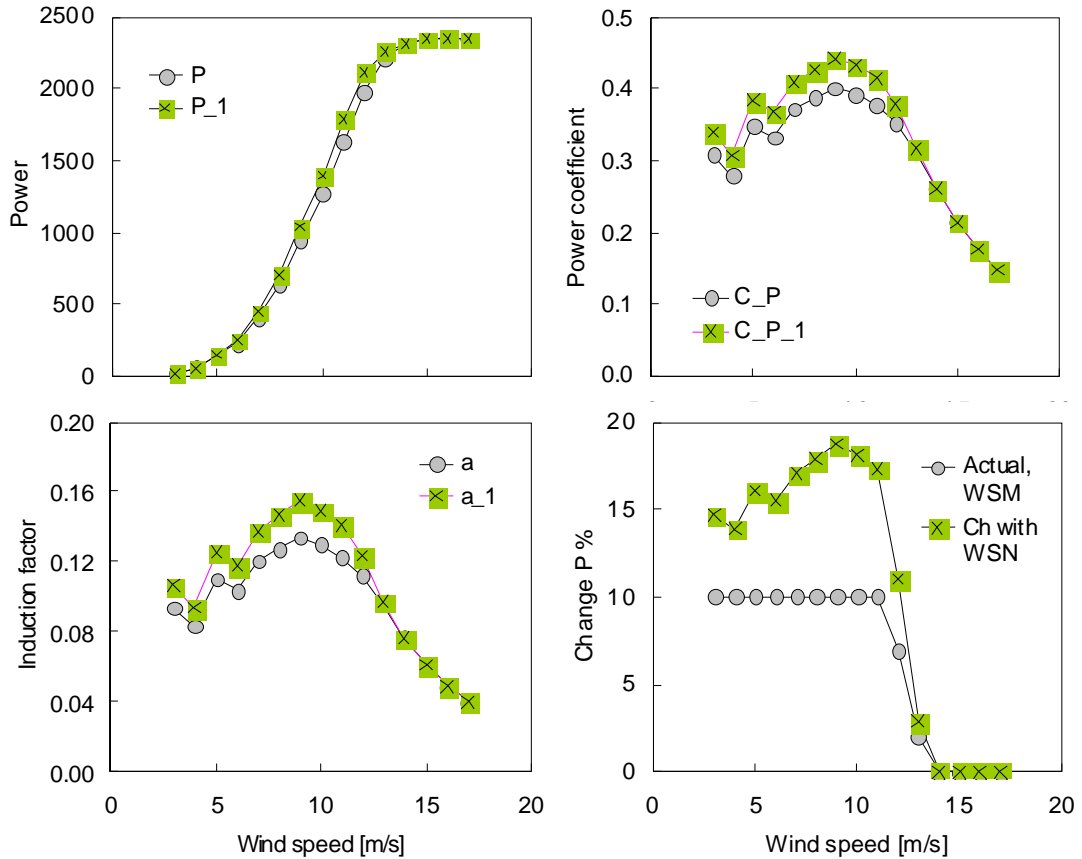 2500
2000
1500
1000
500
0
Power
P
P_1
0.5
0.4
0.3
0.2
0.1
0.0
Power coefficient
C_P
C_P_1
0.20
0.16
0.12
0.08
0.04
0.00
Induction factor
a
a_1
0 5 10 15 20
Wind speed [m/s]
20
15
10
5
0
Change P %
Actual,
WSM
Ch with
WSN
0 5 10 15 20
Wind speed [m/s]